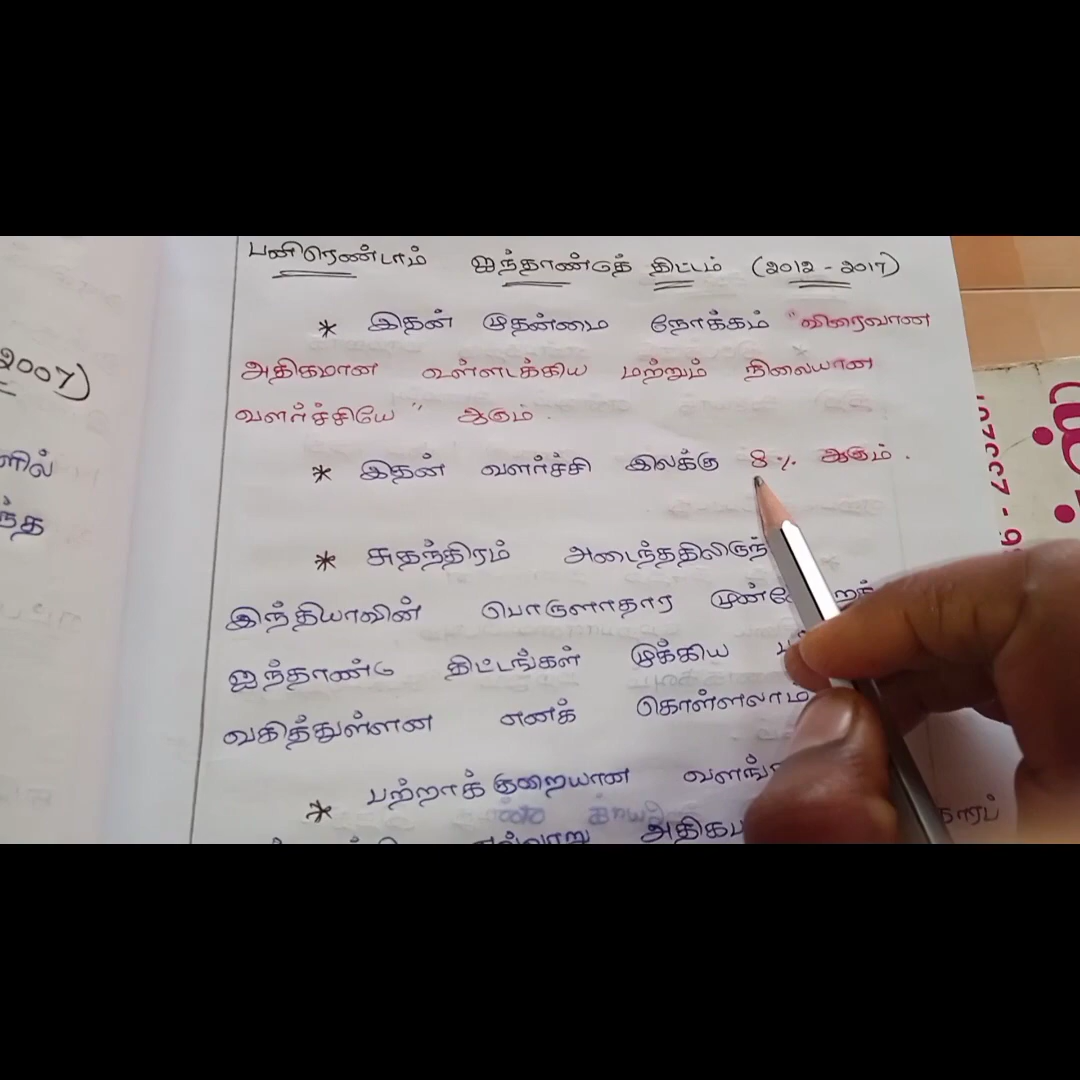 பனிரெண்டாம் ஐந்தாண்டுத் திட்டம் (2012 - 2017)
* இதன் முதன்மை நோக்கம் "விரைவான
அதிகமான உள்ளடக்கிய மற்றும் நிலையான
வளர்ச்சியே" ஆகும்.
* இதன் வளர்ச்சி இலக்கு 8% ஆகும்.
* சுதந்திரம் அடைந்ததிலிருந்
இந்தியாவின் பொருளாதார
ஐந்தாண்டு திட்டங்கள் முக்கிய
வகித்துள்ளன எனக் கொள்ளலாம்
* பற்றாக்குறையான
2007)
ளில்
ந்த